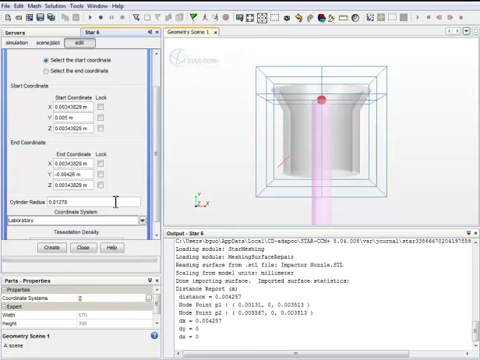 File Edit Mesh Solution Tools Window Help
Servers
Star 6
Geometry Scene 1
simulation scene/plot edit
Select the start coordinate
Select the end coordinate
STAR-CCM+
Start Coordinate
Start Coordinate Lock
X 0.00343829 m
Y 0.005 m
Z 0.00343829 m
End Coordinate
End Coordinate Lock
X 0.00343829 m
Y -0.00428 m
Z 0.00343829 m
Cylinder Radius 0.01278
Coordinate System
Laboratory
Tessellation Density
Create Close Help
Output - Star 6
Loading module: StarMeshing
Loading module: MeshingSurfaceRepair
Reading surface from .stl file: Impactor Nozzle.STL
Scaling from model units: millimeter
Done importing surface. Imported surface statistics:
Distance Report (m)
distance = 0.004257
Node Point p1 : ( 0.00131, 0, 0.003513 )
Node Point p2 : ( 0.005567, 0, 0.003513 )
dx = 0.004257
dy = 0
dz = 0
Parts - Properties
Properties
Coordinate Systems []
Expert
Width 670
Height
Geometry Scene 1
A scene